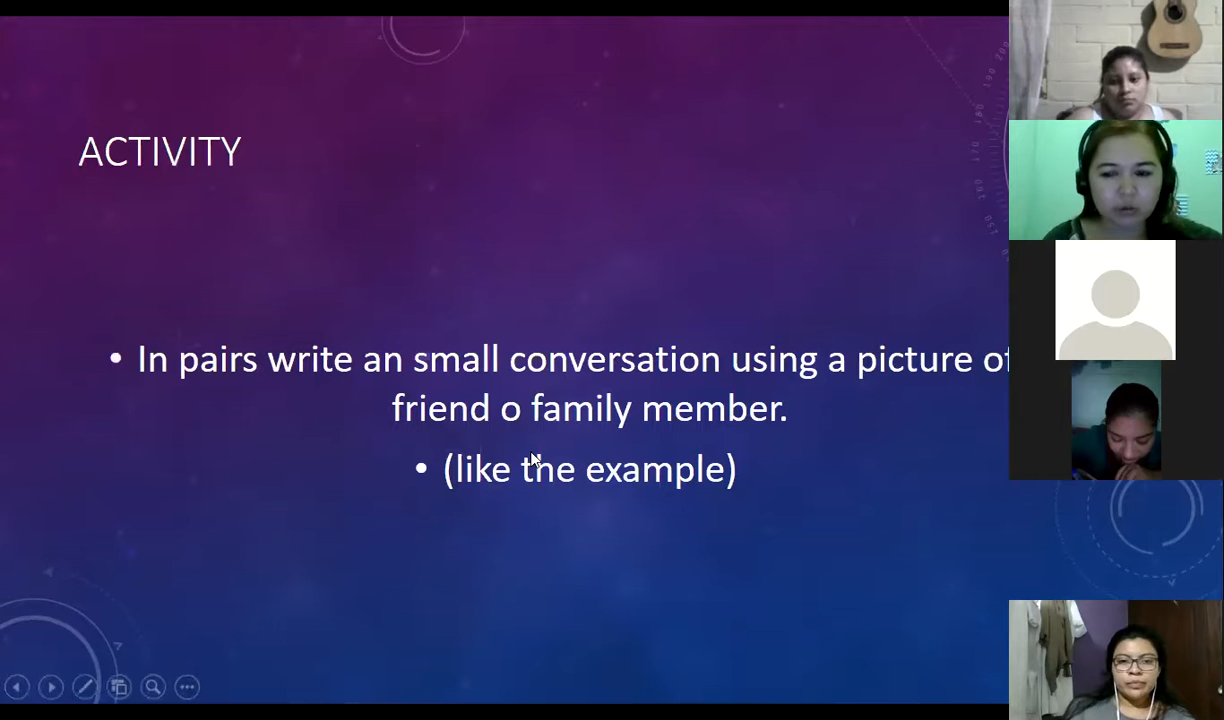 ACTIVITY
• In pairs write an small conversation using a picture of
friend o family member.
• (like the example)